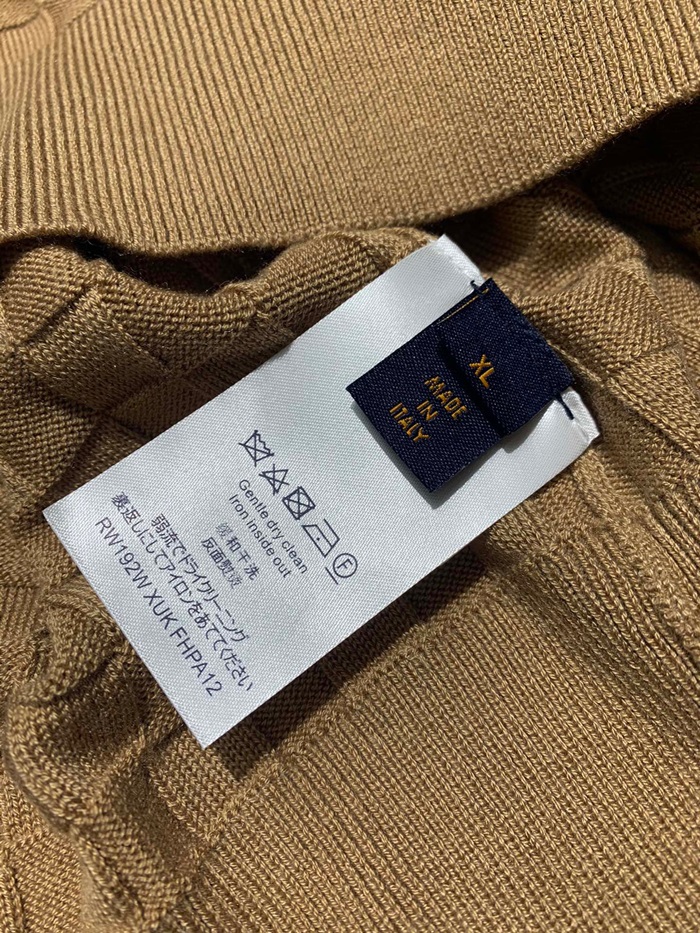 XL
MADE
IN
ITALY
F
Gentle dry clean
Iron inside out
缓和干洗
反面熨烫
弱流でドライクリーニング
裏返しにしてアイロンをあててください
RW192W XUK FHPA12